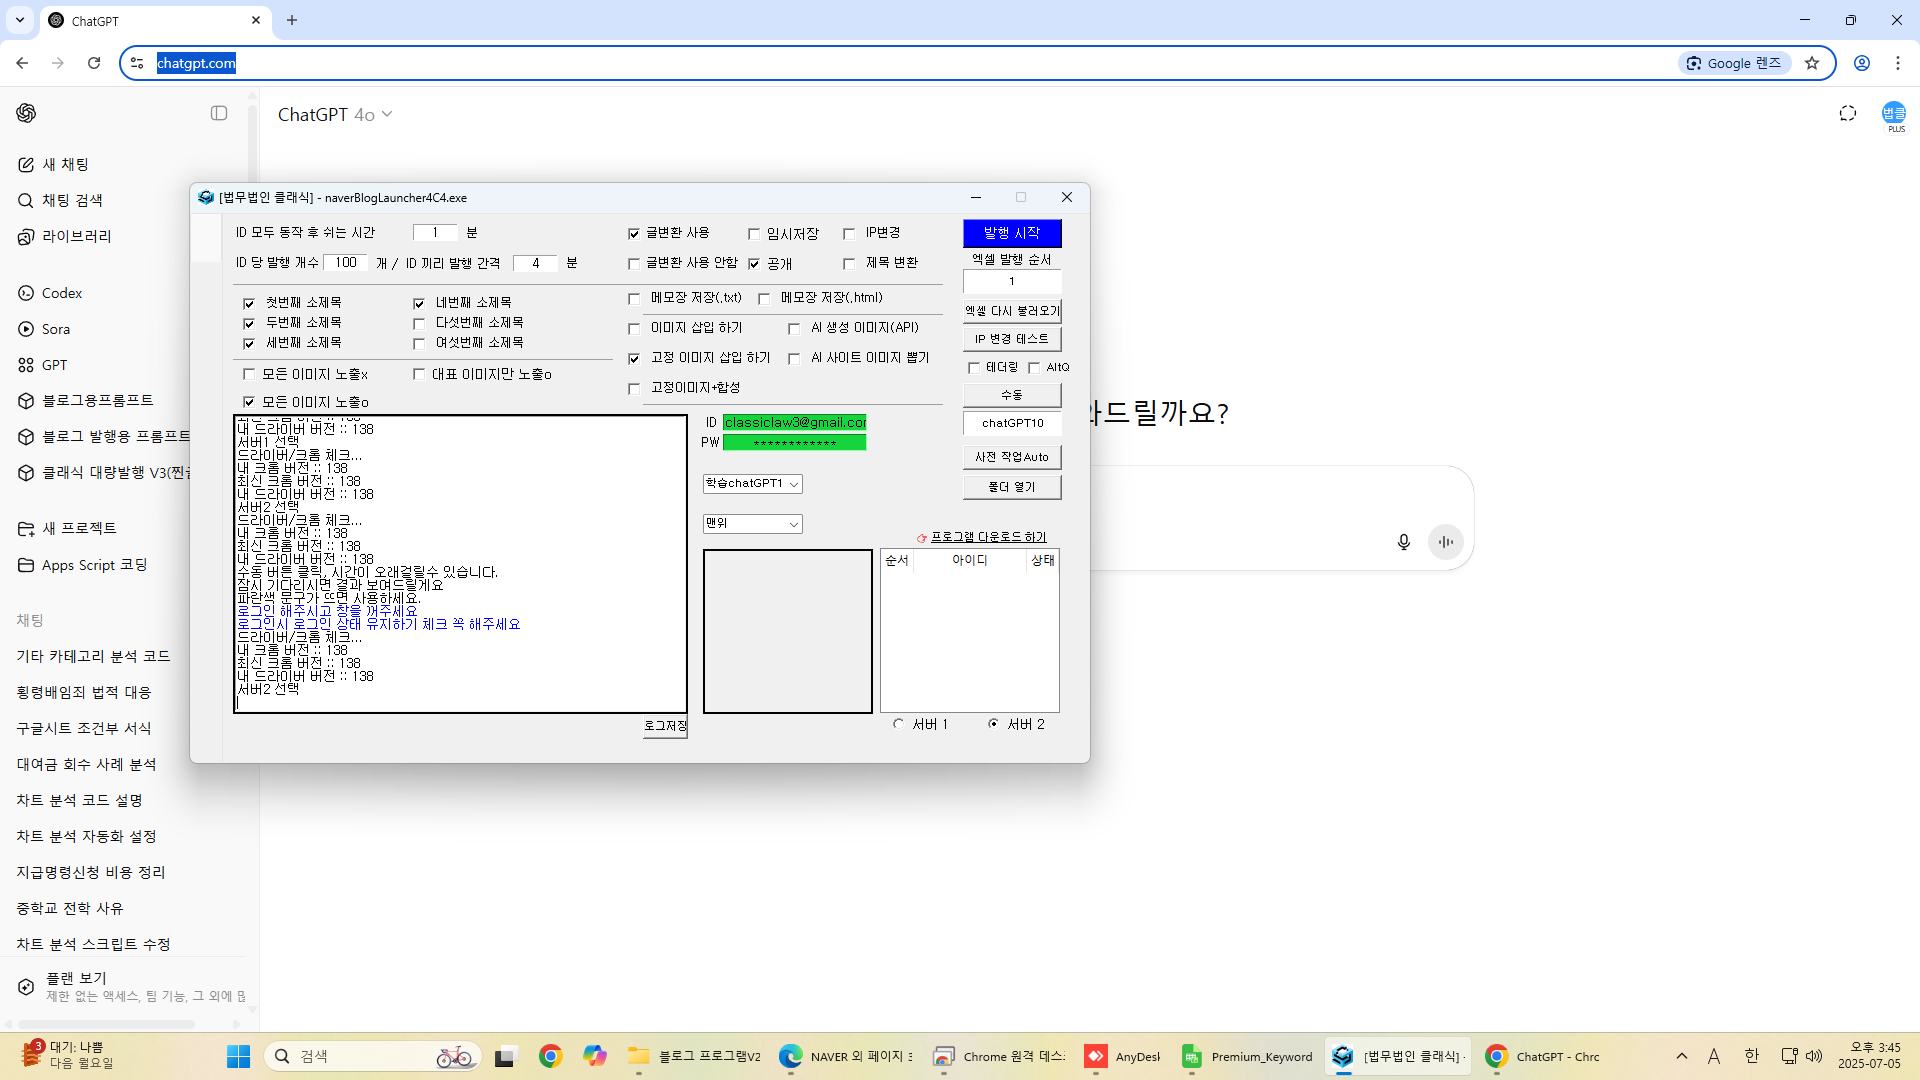 ChatGPT
chatgpt.com
Google 렌즈
ChatGPT 4o
법클
PLUS
새 채팅
채팅 검색
라이브러리
Codex
Sora
GPT
블로그용프롬프트
블로그 발행용 프롬프트
클래식 대량발행 V3(찐
새 프로젝트
Apps Script 코딩
채팅
기타 카테고리 분석 코드
횡령배임죄 법적 대응
구글시트 조건부 서식
대여금 회수 사례 분석
차트 분석 코드 설명
차트 분석 자동화 설정
지급명령신청 비용 정리
중학교 전학 사유
차트 분석 스크립트 수정
플랜 보기
제한 없는 액세스, 팀 기능, 그 외에 많
와드릴까요?
[법무법인 클래식] - naverBlogLauncher4C4.exe
ID 모두 동작 후 쉬는 시간 1 분
ID 당 발행 개수 100 개 / ID 끼리 발행 간격 4 분
글변환 사용 임시저장 IP변경
글변환 사용 안함 공개 제목 변환
첫번째 소제목 네번째 소제목
두번째 소제목 다섯번째 소제목
세번째 소제목 여섯번째 소제목
모든 이미지 노출x 대표 이미지만 노출o
모든 이미지 노출o
메모장 저장(.txt) 메모장 저장(.html)
이미지 삽입 하기 AI 생성 이미지(API)
고정 이미지 삽입 하기 AI 사이트 이미지 뽑기
고정이미지+합성
발행 시작
엑셀 발행 순서
1
엑셀 다시 불러오기
IP 변경 테스트
테더링 AltQ
수동
chatGPT10
사전 작업Auto
폴더 열기
내 드라이버 버전 :: 138
서버1 선택
드라이버/크롬 체크...
내 크롬 버전 :: 138
최신 크롬 버전 :: 138
내 드라이버 버전 :: 138
서버2 선택
드라이버/크롬 체크...
내 크롬 버전 :: 138
최신 크롬 버전 :: 138
내 드라이버 버전 :: 138
수동 버튼 클릭, 시간이 오래걸릴수 있습니다.
잠시 기다리시면 결과 보여드릴게요
파란색 문구가 뜨면 사용하세요.
로그인 해주시고 창을 꺼주세요
로그인시 로그인 상태 유지하기 체크 꼭 해주세요
드라이버/크롬 체크...
내 크롬 버전 :: 138
최신 크롬 버전 :: 138
내 드라이버 버전 :: 138
서버2 선택
로그저장
ID classiclaw3@gmail.com
PW ************
학습chatGPT1
맨위
프로그램 다운로드 하기
순서 아이디 상태
서버 1 서버 2
3
대기: 나쁨
다음 월요일
검색
블로그 프로그램V2
NAVER 외 페이지 3
Chrome 원격 데스
AnyDesk
Premium_Keyword
[법무법인 클래식] -
ChatGPT - Chrc
A
한
오후 3:45
2025-07-05